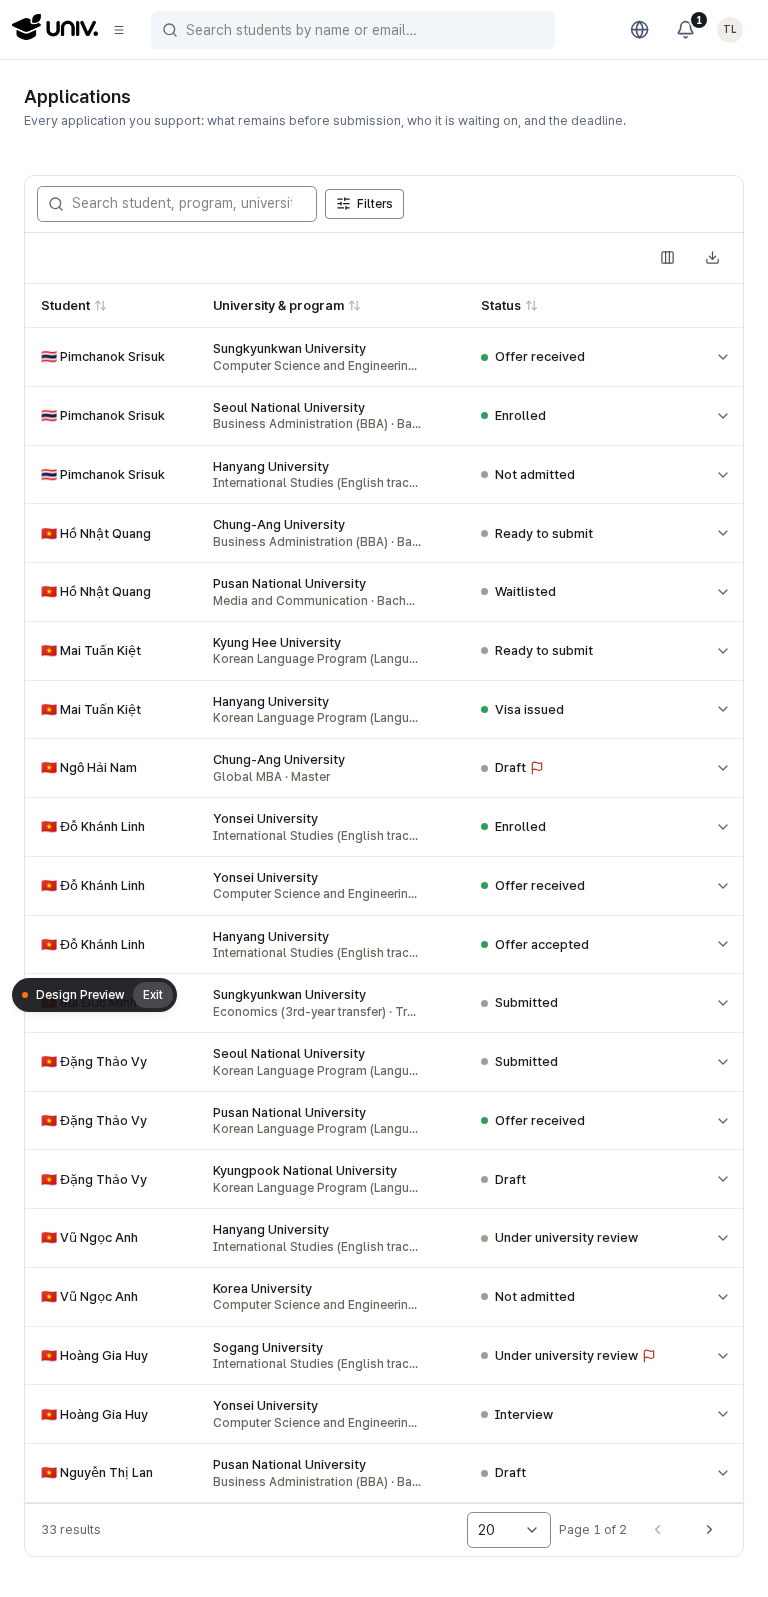 UNIV.
Search students by name or email...
1
TL
Applications
Every application you support: what remains before submission, who it is waiting on, and the deadline.
Search student, program, universit
Filters
Student
University & program
Status
Pimchanok Srisuk
Sungkyunkwan University
Computer Science and Engineerin...
Offer received
Pimchanok Srisuk
Seoul National University
Business Administration (BBA) · Ba...
Enrolled
Pimchanok Srisuk
Hanyang University
International Studies (English trac...
Not admitted
Hồ Nhật Quang
Chung-Ang University
Business Administration (BBA) · Ba...
Ready to submit
Hồ Nhật Quang
Pusan National University
Media and Communication · Bach...
Waitlisted
Mai Tuấn Kiệt
Kyung Hee University
Korean Language Program (Langu...
Ready to submit
Mai Tuấn Kiệt
Hanyang University
Korean Language Program (Langu...
Visa issued
Ngô Hải Nam
Chung-Ang University
Global MBA · Master
Draft
Đỗ Khánh Linh
Yonsei University
International Studies (English trac...
Enrolled
Đỗ Khánh Linh
Yonsei University
Computer Science and Engineerin...
Offer received
Đỗ Khánh Linh
Hanyang University
International Studies (English trac...
Offer accepted
Design Preview
Exit
Sungkyunkwan University
Economics (3rd-year transfer) · Tr...
Submitted
Đặng Thảo Vy
Seoul National University
Korean Language Program (Langu...
Submitted
Đặng Thảo Vy
Pusan National University
Korean Language Program (Langu...
Offer received
Đặng Thảo Vy
Kyungpook National University
Korean Language Program (Langu...
Draft
Vũ Ngọc Anh
Hanyang University
International Studies (English trac...
Under university review
Vũ Ngọc Anh
Korea University
Computer Science and Engineerin...
Not admitted
Hoàng Gia Huy
Sogang University
International Studies (English trac...
Under university review
Hoàng Gia Huy
Yonsei University
Computer Science and Engineerin...
Interview
Nguyễn Thị Lan
Pusan National University
Business Administration (BBA) · Ba...
Draft
33 results
20
Page 1 of 2